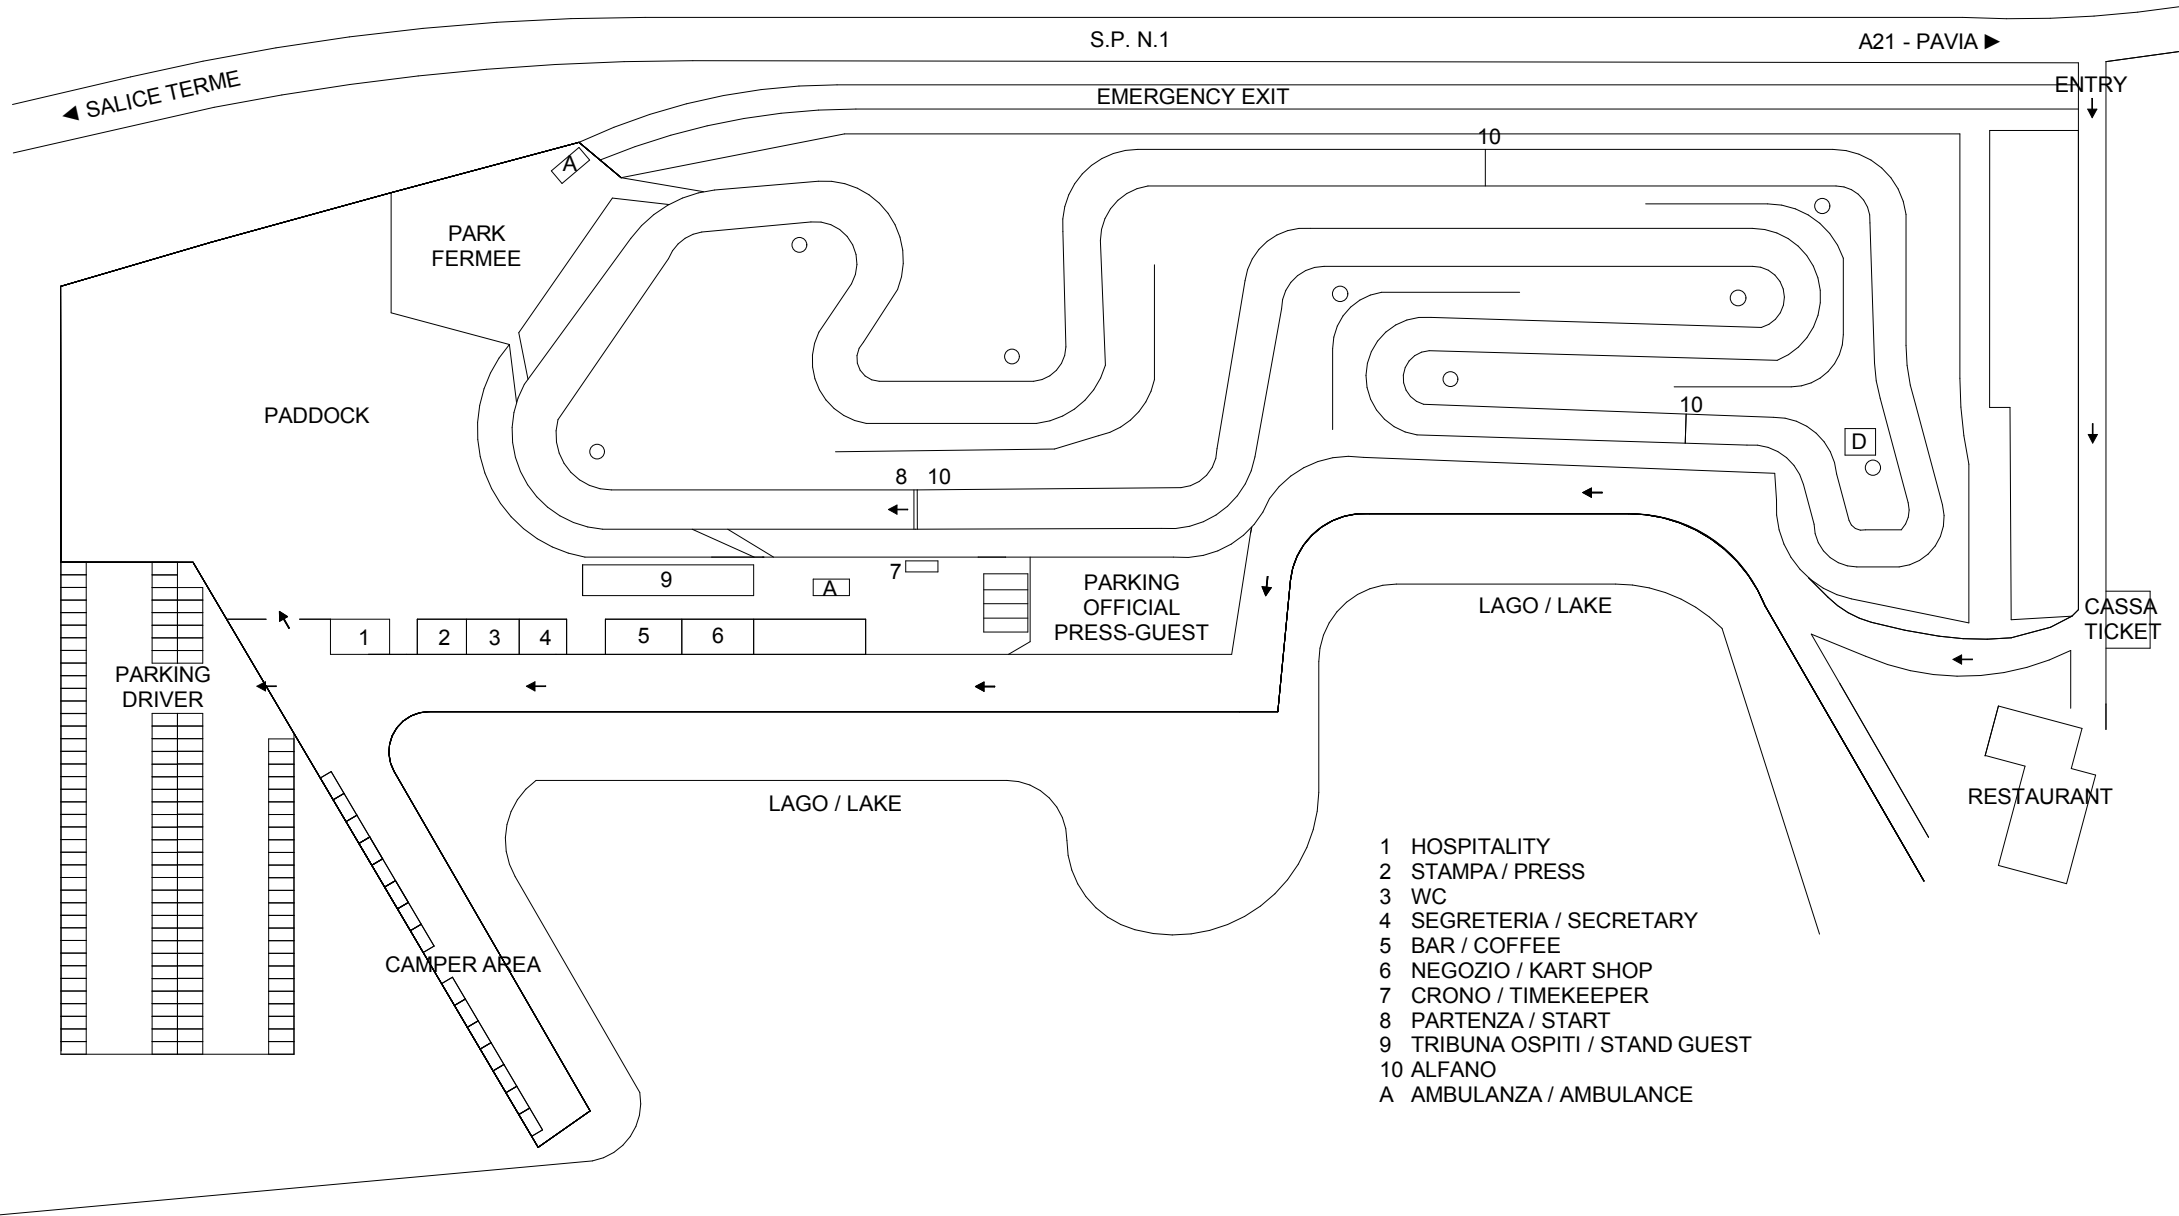 S.P. N.1
A21 - PAVIA ►
◄ SALICE TERME
ENTRY
EMERGENCY EXIT
10
A
PARK
FERMEE
10
PADDOCK
D
8 10
9
7
A
PARKING
OFFICIAL
PRESS-GUEST
LAGO / LAKE
CASSA
TICKET
1
2
3
4
5
6
PARKING
DRIVER
LAGO / LAKE
RESTAURANT
CAMPER AREA
1 HOSPITALITY
2 STAMPA / PRESS
3 WC
4 SEGRETERIA / SECRETARY
5 BAR / COFFEE
6 NEGOZIO / KART SHOP
7 CRONO / TIMEKEEPER
8 PARTENZA / START
9 TRIBUNA OSPITI / STAND GUEST
10 ALFANO
A AMBULANZA / AMBULANCE